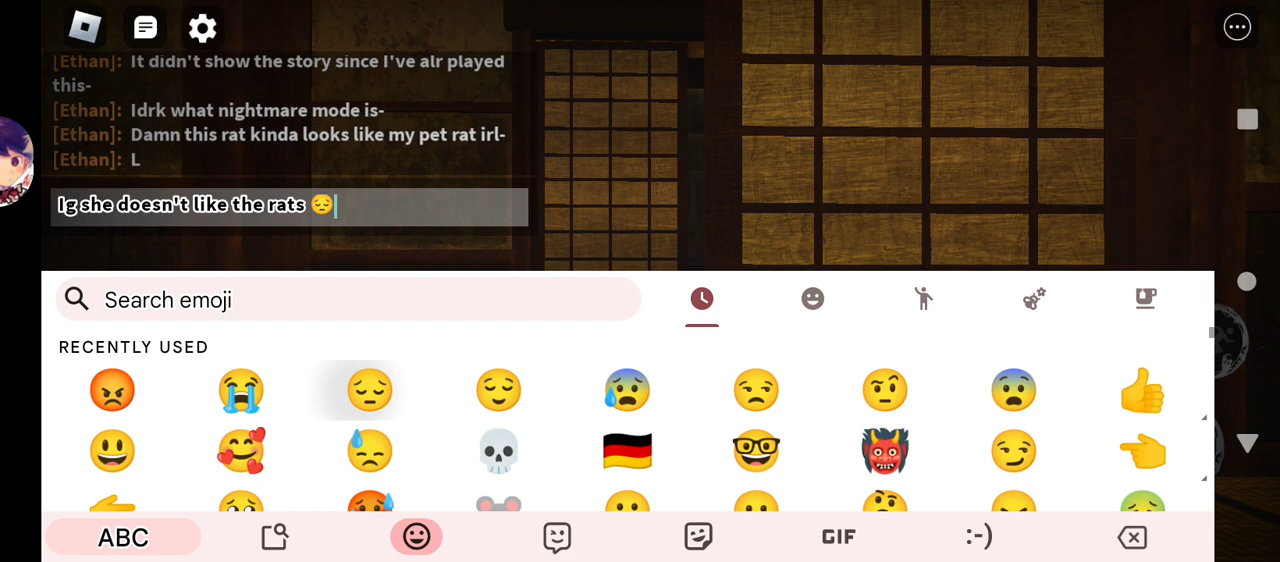 [Ethan]: It didn't show the story since I've alr played
this-
[Ethan]: Idrk what nightmare mode is-
[Ethan]: Damn this rat kinda looks like my pet rat irl-
[Ethan]: L
Ig she doesn't like the rats 😔
Search emoji
RECENTLY USED
ABC
GIF
:-)